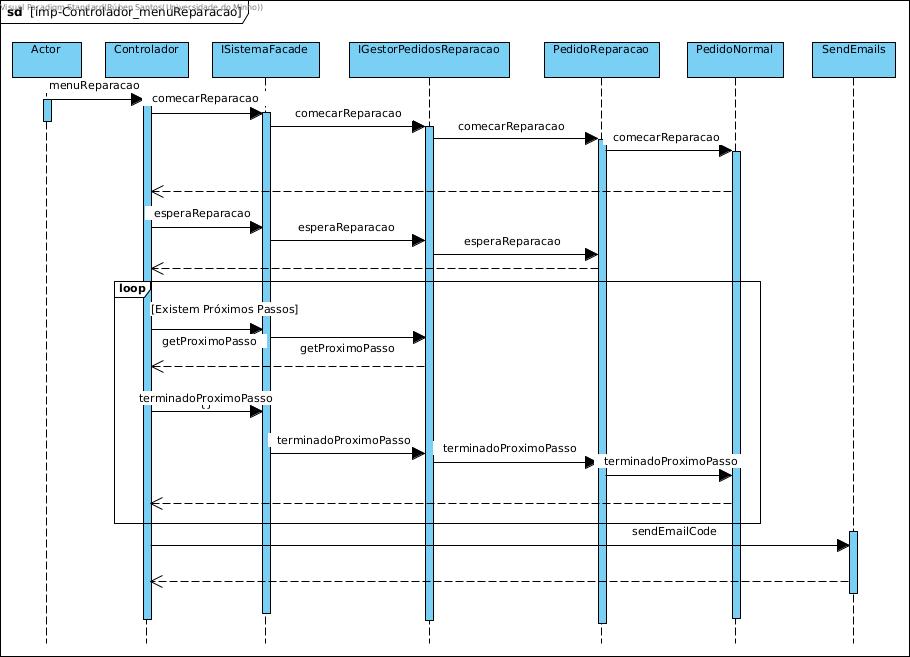 Visual Paradigm Standard(Rúben Santos(Universidade do Minho))
sd [Imp-Controlador_menuReparacao]
Actor
Controlador
ISistemaFacade
IGestorPedidosReparacao
PedidoReparacao
PedidoNormal
SendEmails
menuReparacao
comecarReparacao
comecarReparacao
comecarReparacao
comecarReparacao
esperaReparacao
esperaReparacao
esperaReparacao
loop
[Existem Próximos Passos]
getProximoPasso
getProximoPasso
terminadoProximoPasso
()
terminadoProximoPasso
terminadoProximoPasso
terminadoProximoPasso
sendEmailCode